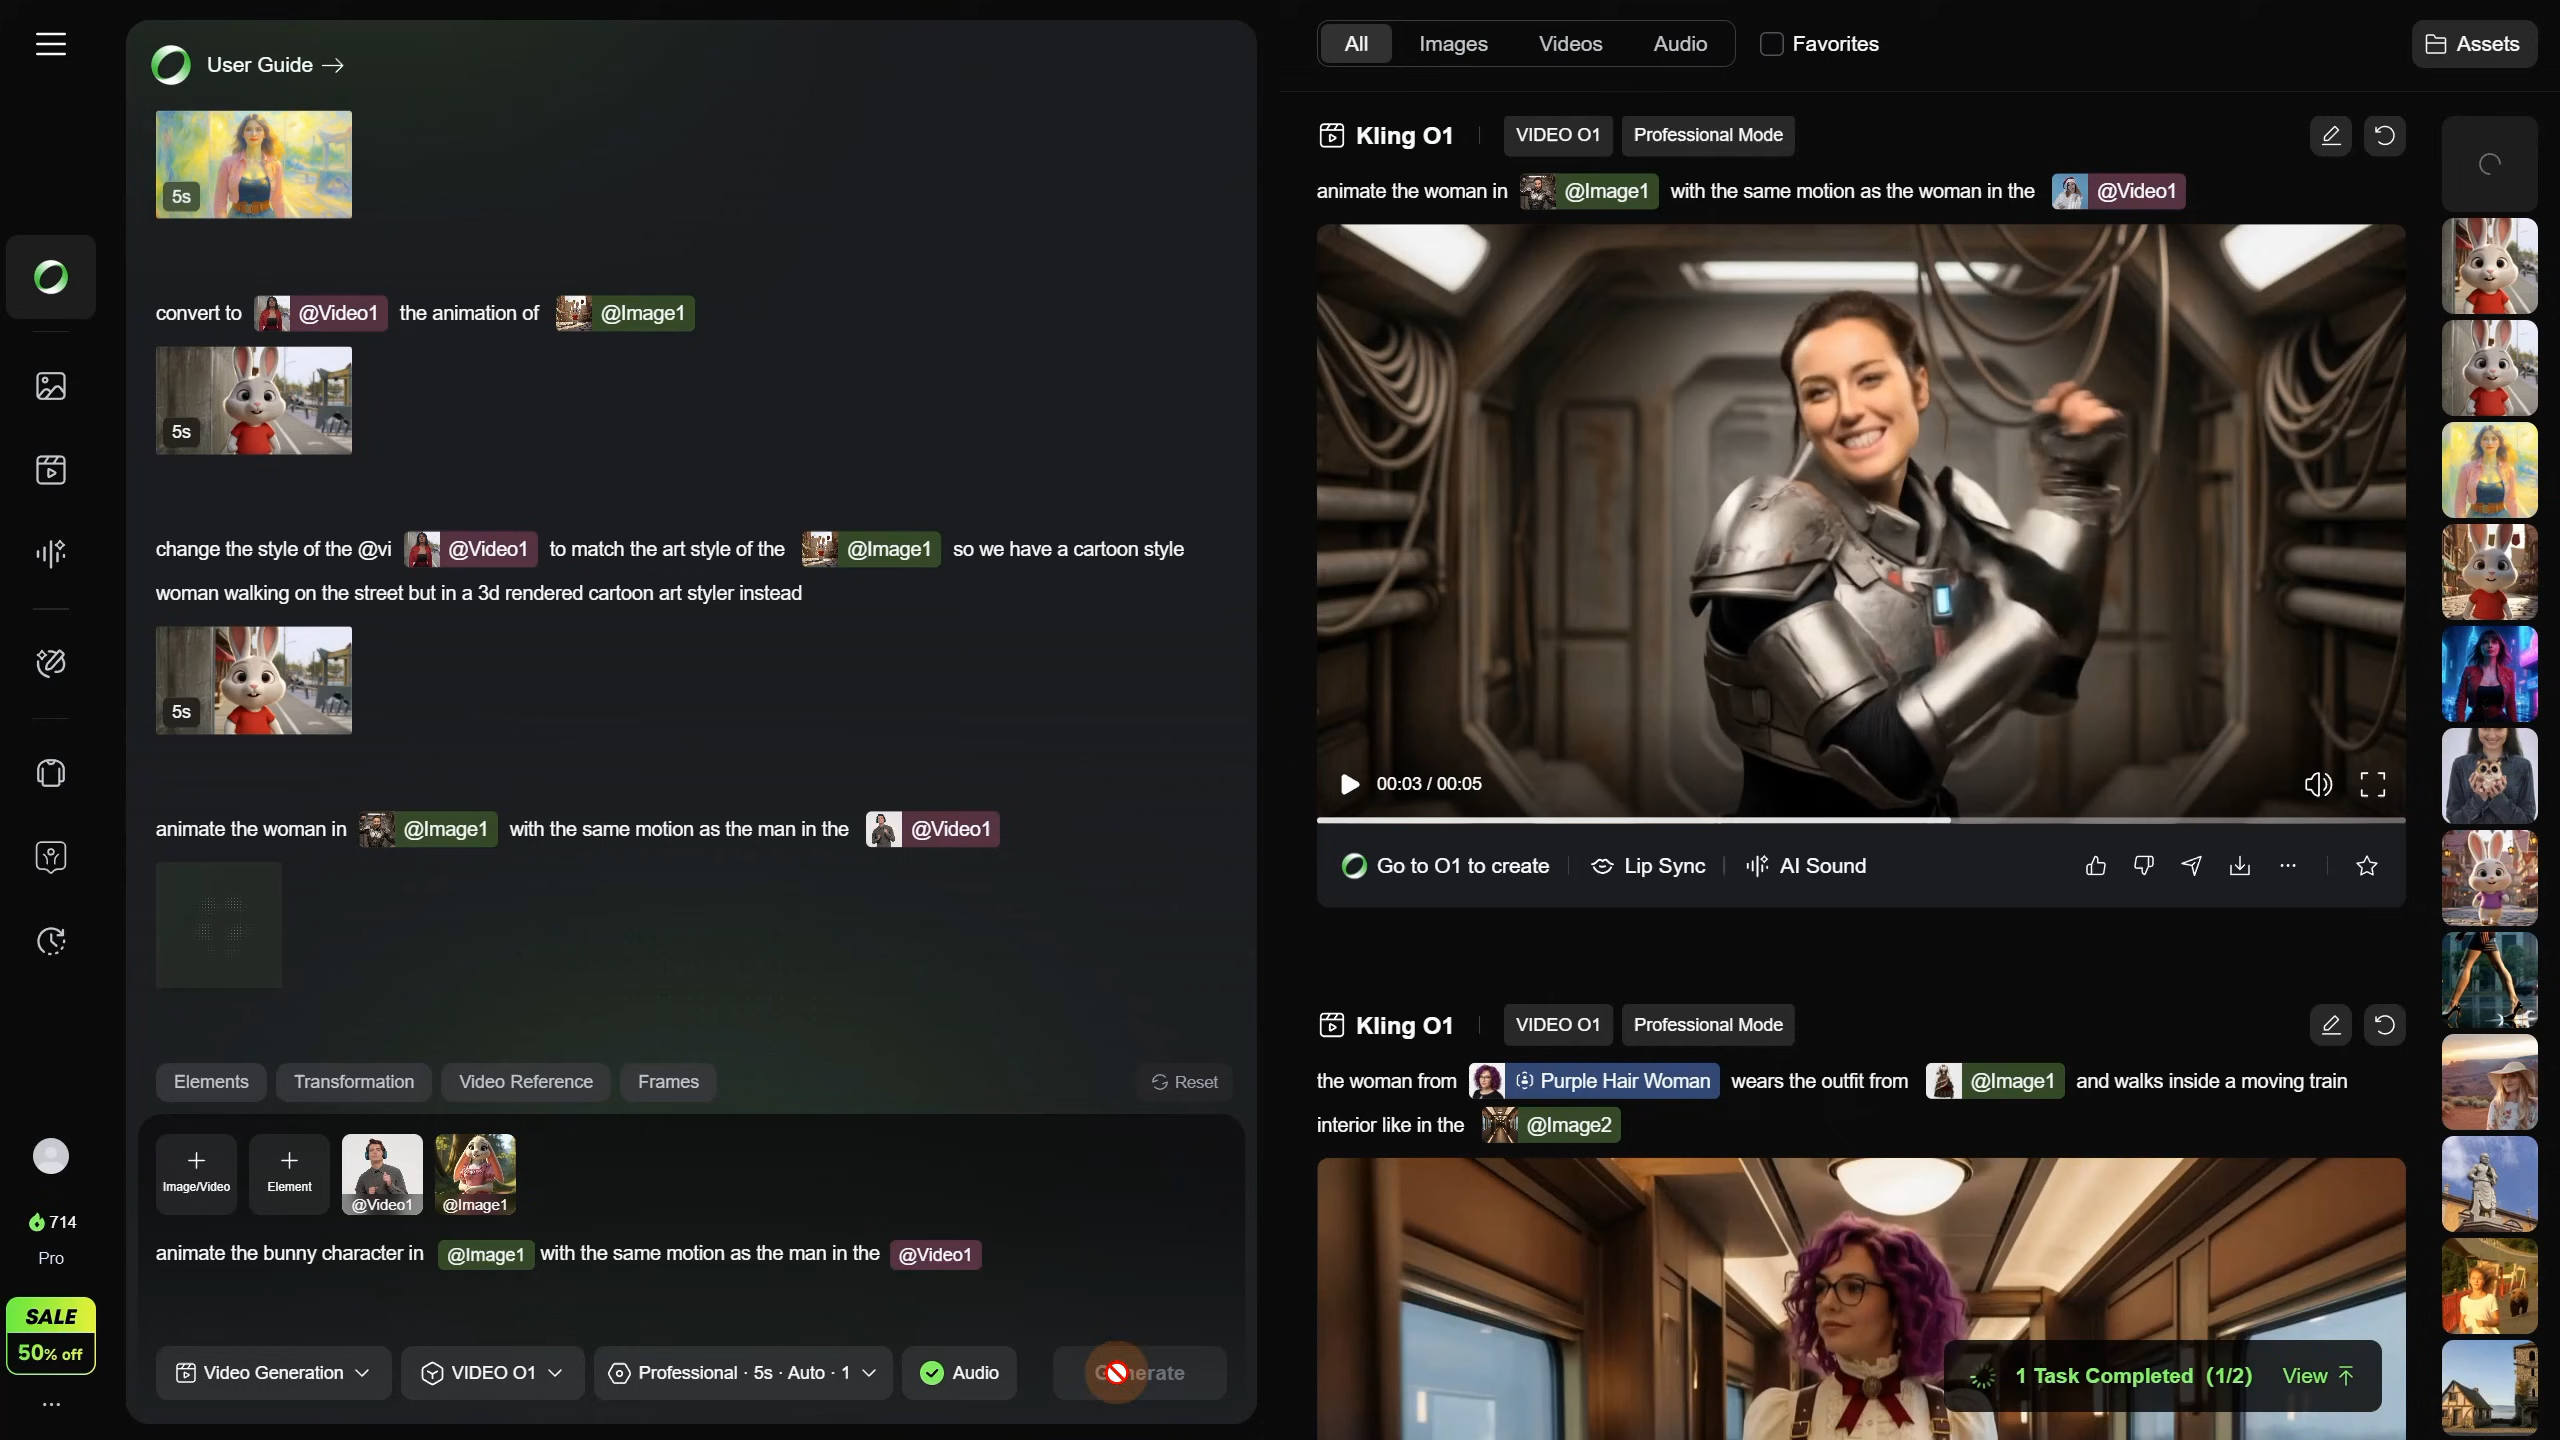 User Guide →
5s
convert to @Video1 the animation of @Image1
5s
change the style of the @vi @Video1 to match the art style of the @Image1 so we have a cartoon style
woman walking on the street but in a 3d rendered cartoon art styler instead
5s
animate the woman in @Image1 with the same motion as the man in the @Video1
Elements Transformation Video Reference Frames Reset
Image/Video Element @Video1 @Image1
animate the bunny character in @Image1 with the same motion as the man in the @Video1
Video Generation VIDEO O1 Professional · 5s · Auto · 1 Audio Generate
714
Pro
SALE
50% off
All Images Videos Audio Favorites Assets
Kling O1 VIDEO O1 Professional Mode
animate the woman in @Image1 with the same motion as the woman in the @Video1
00:03 / 00:05
Go to O1 to create Lip Sync AI Sound
Kling O1 VIDEO O1 Professional Mode
the woman from Purple Hair Woman wears the outfit from @Image1 and walks inside a moving train
interior like in the @Image2
1 Task Completed (1/2) View